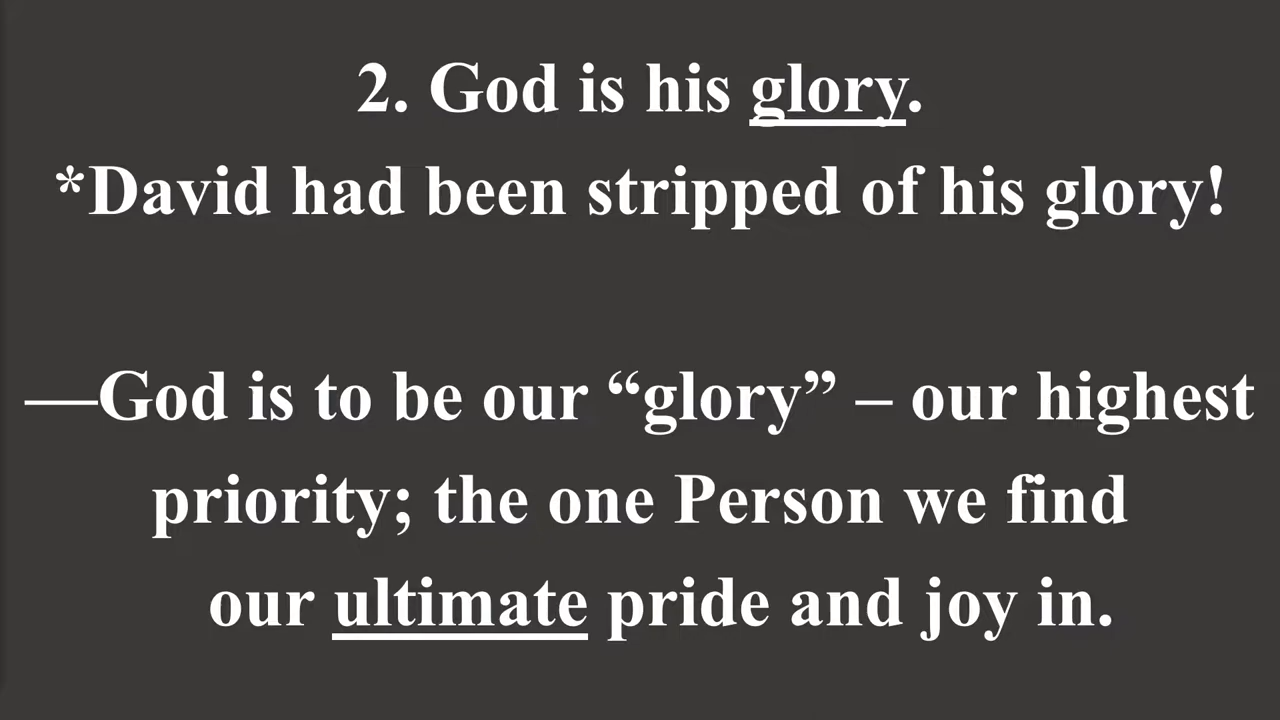 2. God is his glory.
*David had been stripped of his glory!
—God is to be our “glory” – our highest
priority; the one Person we find
our ultimate pride and joy in.